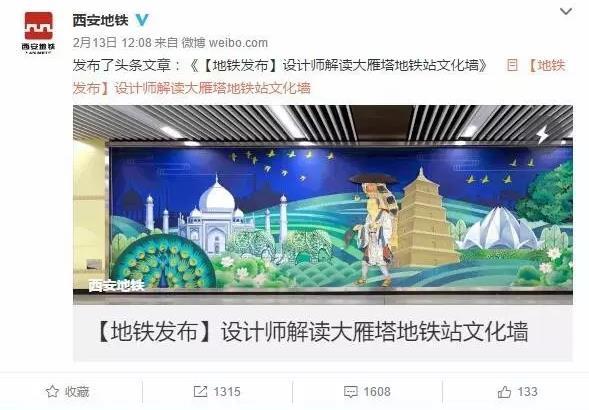 西安地铁
2月13日 12:08 来自 微博 weibo.com
发布了头条文章：《【地铁发布】设计师解读大雁塔地铁站文化墙》 【地铁
发布】设计师解读大雁塔地铁站文化墙
西安地铁
西安地铁
【地铁发布】设计师解读大雁塔地铁站文化墙
收藏
1315
1608
133